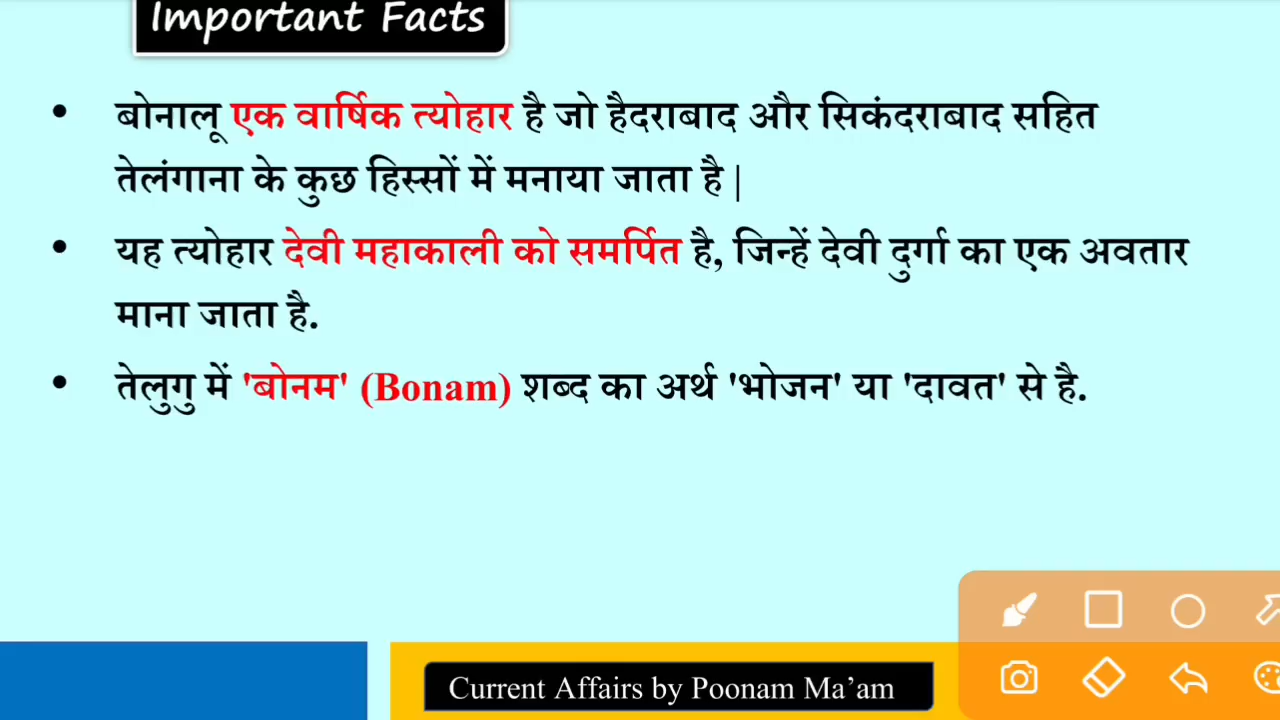 Important Facts
• बोनालू एक वार्षिक त्योहार है जो हैदराबाद और सिकंदराबाद सहित
तेलंगाना के कुछ हिस्सों में मनाया जाता है |
• यह त्योहार देवी महाकाली को समर्पित है, जिन्हें देवी दुर्गा का एक अवतार
माना जाता है.
• तेलुगु में 'बोनम' (Bonam) शब्द का अर्थ 'भोजन' या 'दावत' से है.
Current Affairs by Poonam Ma’am